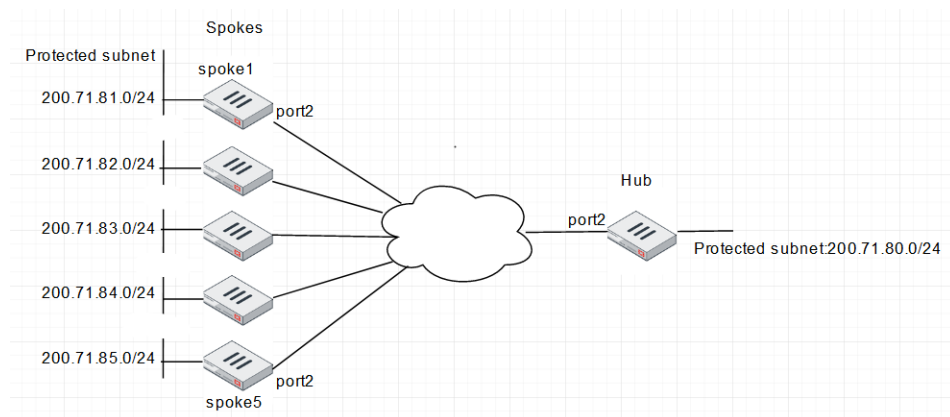 Spokes
Protected subnet
spoke1
200.71.81.0/24
port2
200.71.82.0/24
Hub
port2
200.71.83.0/24
Protected subnet:200.71.80.0/24
200.71.84.0/24
200.71.85.0/24
port2
spoke5